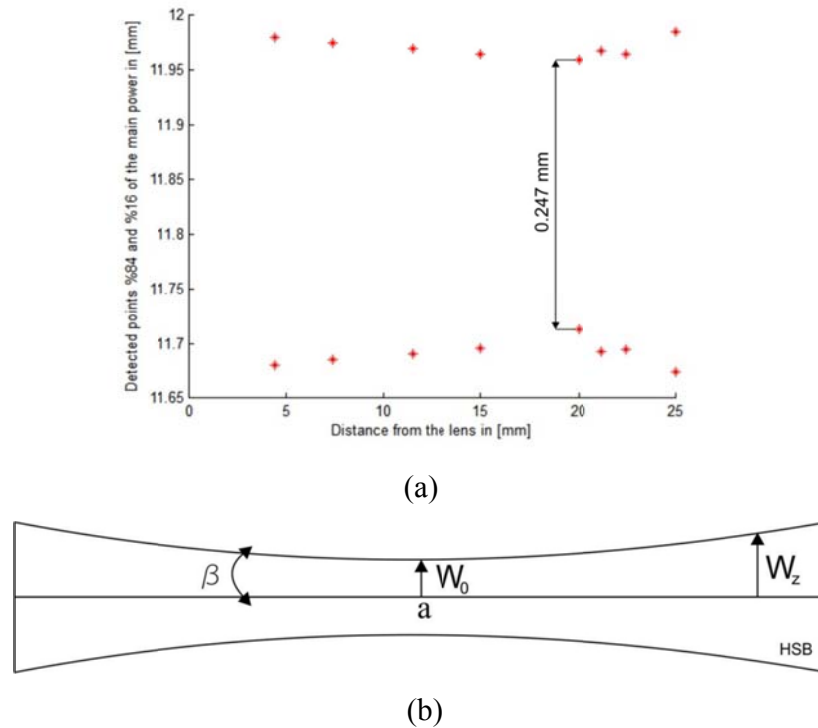 12
11.95
11.9
11.85
11.8
11.75
11.7
11.65
Detected points %84 and %16 of the main power in [mm]
0.247 mm
0 5 10 15 20 25
Distance from the lens in [mm]
(a)
β
W0
a
Wz
HSB
(b)